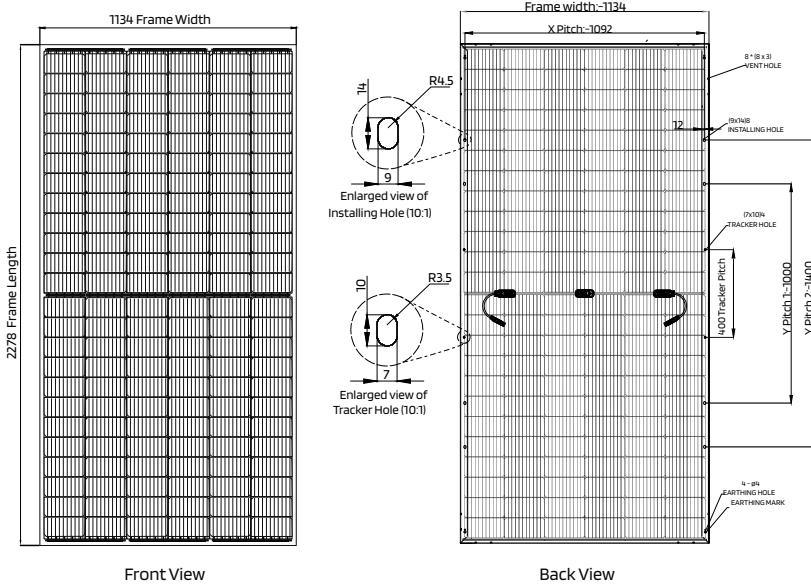 1134 Frame Width
2278 Frame Length
Front View
R4.5
14
9
Enlarged view of
Installing Hole (10:1)
R3.5
10
7
Enlarged view of
Tracker Hole (10:1)
Frame width:-1134
X Pitch:-1092
8 * (8 x 3)
VENT HOLE
12
(9x14)8
INSTALLING HOLE
(7x10)4
TRACKER HOLE
400 Tracker Pitch
Y Pitch 1:-1000
Y Pitch 2:-1400
4 - ø4
EARTHING HOLE
EARTHING MARK
Back View